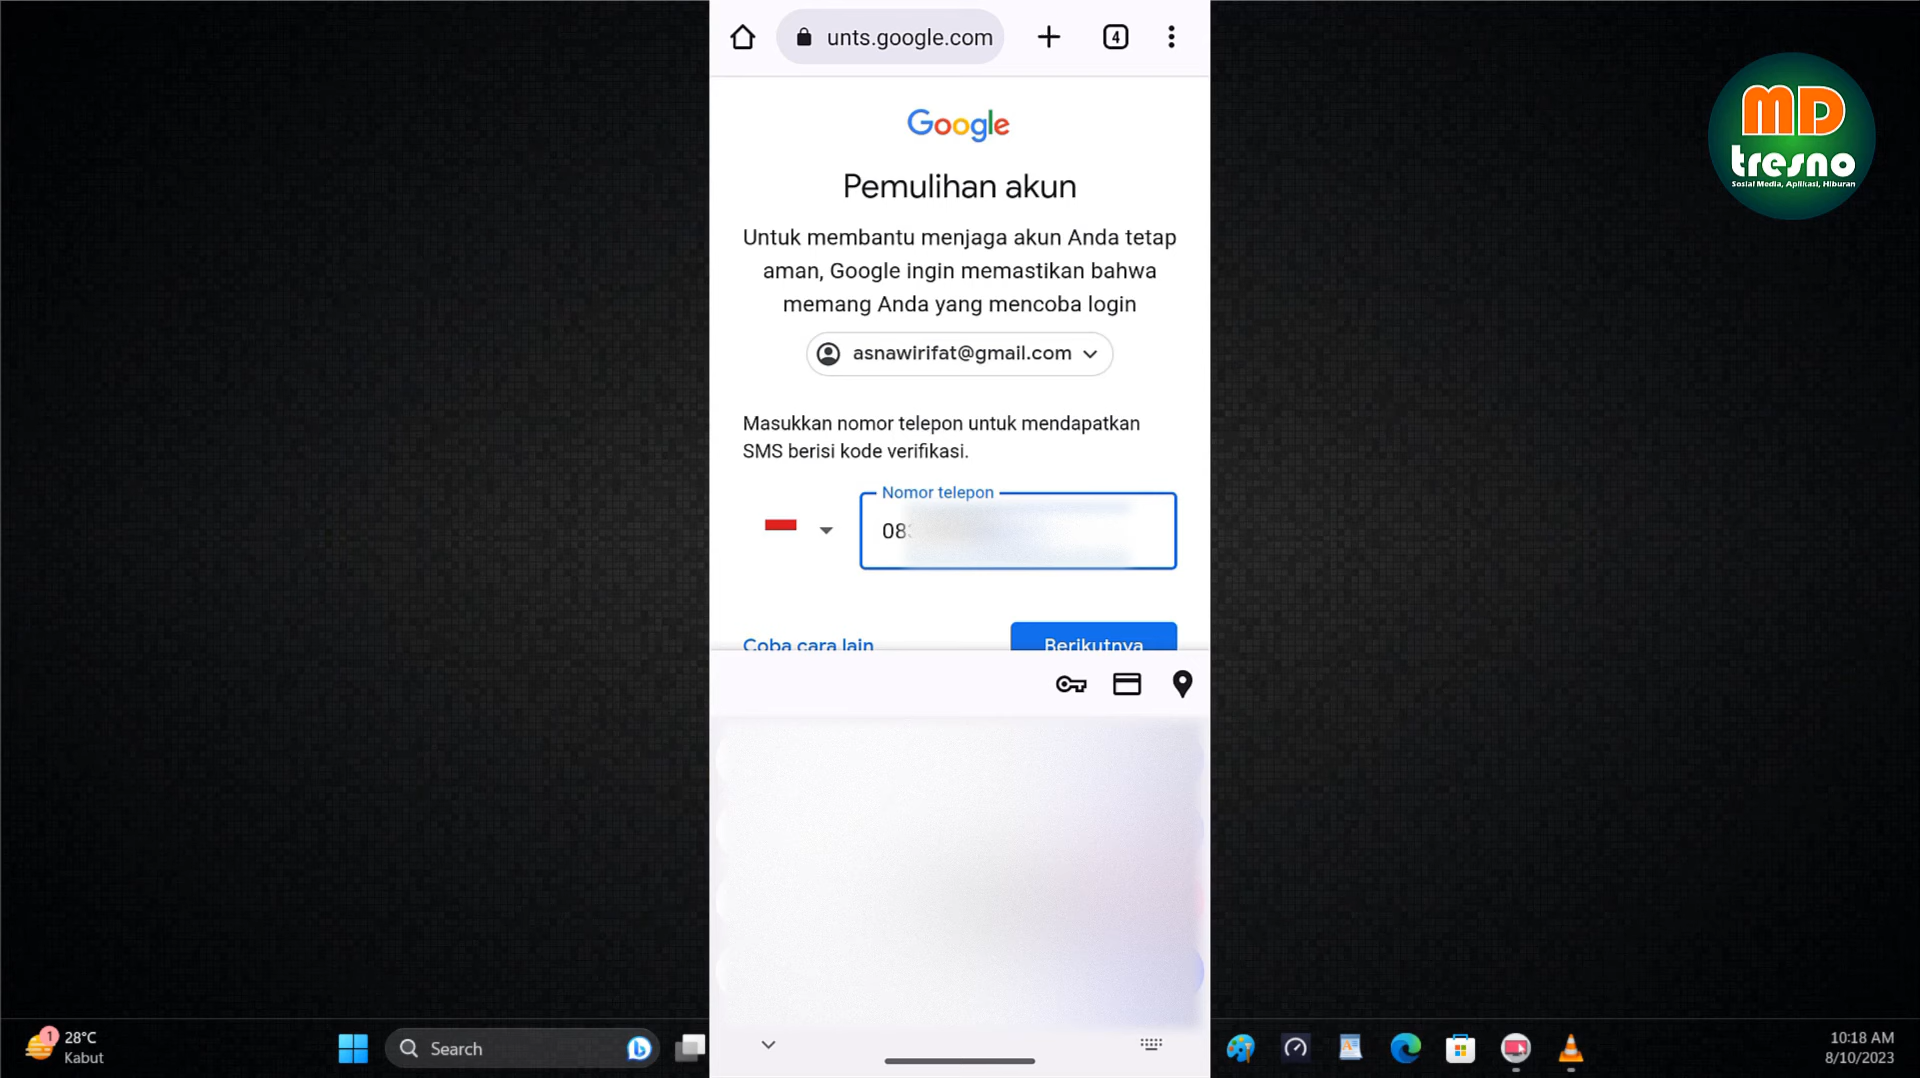 unts.google.com
4
Google
Pemulihan akun
Untuk membantu menjaga akun Anda tetap
aman, Google ingin memastikan bahwa
memang Anda yang mencoba login
asnawirifat@gmail.com
Masukkan nomor telepon untuk mendapatkan
SMS berisi kode verifikasi.
Nomor telepon
08
Coba cara lain
Berikutnya
MD
tresno
Sosial Media, Aplikasi, Hiburan
1
28°C
Kabut
Search
10:18 AM
8/10/2023